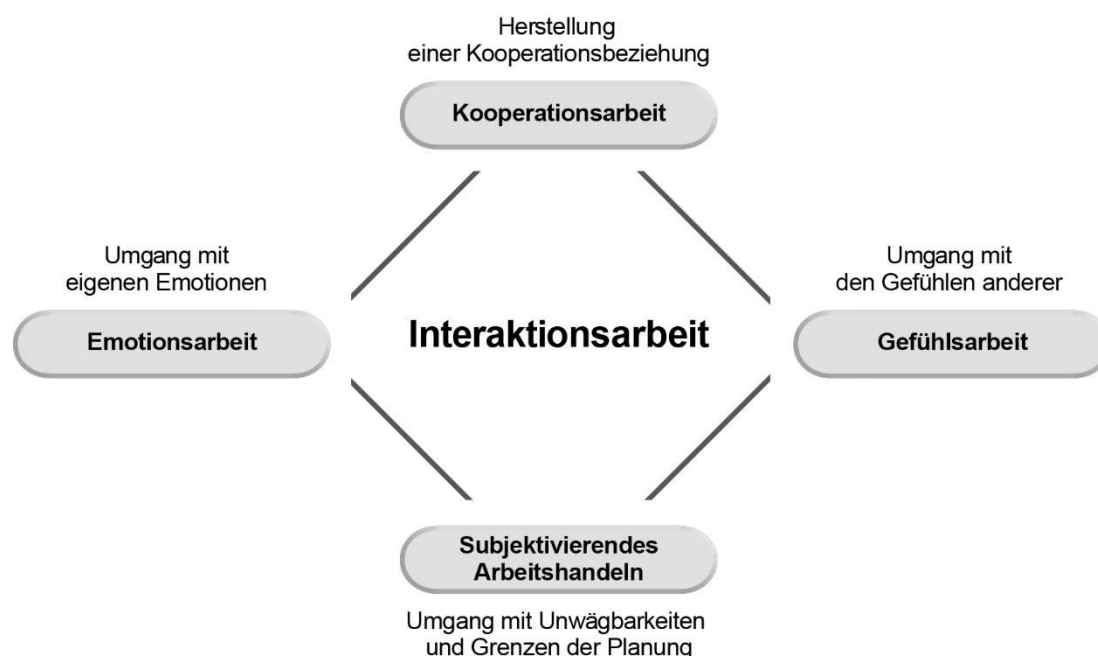 Herstellung
einer Kooperationsbeziehung
Kooperationsarbeit
Umgang mit
eigenen Emotionen
Emotionsarbeit
Interaktionsarbeit
Umgang mit
den Gefühlen anderer
Gefühlsarbeit
Subjektivierendes
Arbeitshandeln
Umgang mit Unwägbarkeiten
und Grenzen der Planung